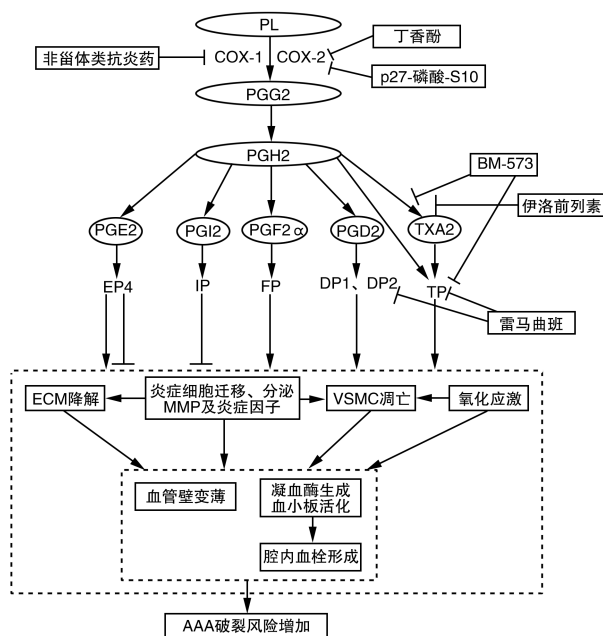 PL
丁香酚
非甾体类抗炎药
COX-1
COX-2
p27-磷酸-S10
PGG2
PGH2
BM-573
伊洛前列素
PGE2
PGI2
PGF2α
PGD2
TXA2
EP4
IP
FP
DP1、DP2
TP
雷马曲班
ECM降解
炎症细胞迁移、分泌
MMP及炎症因子
VSMC凋亡
氧化应激
血管壁变薄
凝血酶生成
血小板活化
腔内血栓形成
AAA破裂风险增加